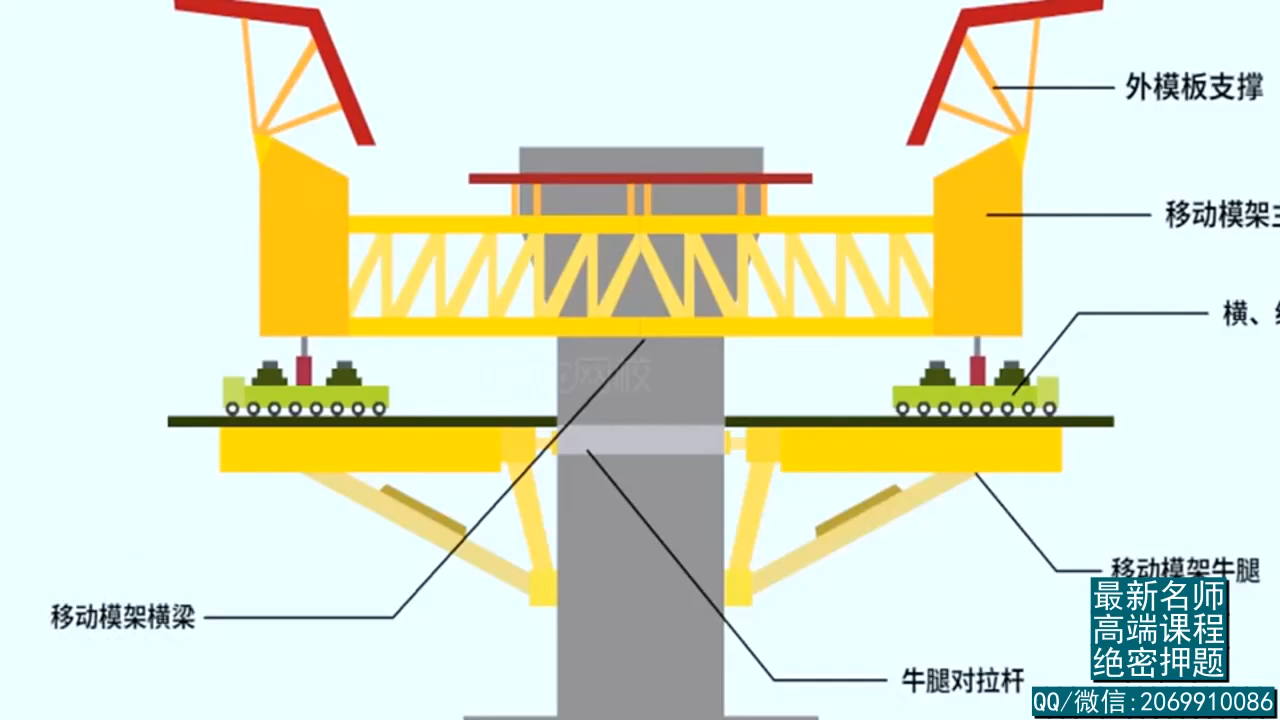 外模板支撑
移动模架
横、
移动模架牛腿
移动模架横梁
牛腿对拉杆
最新名师
高端课程
绝密押题
QQ/微信:2069910086